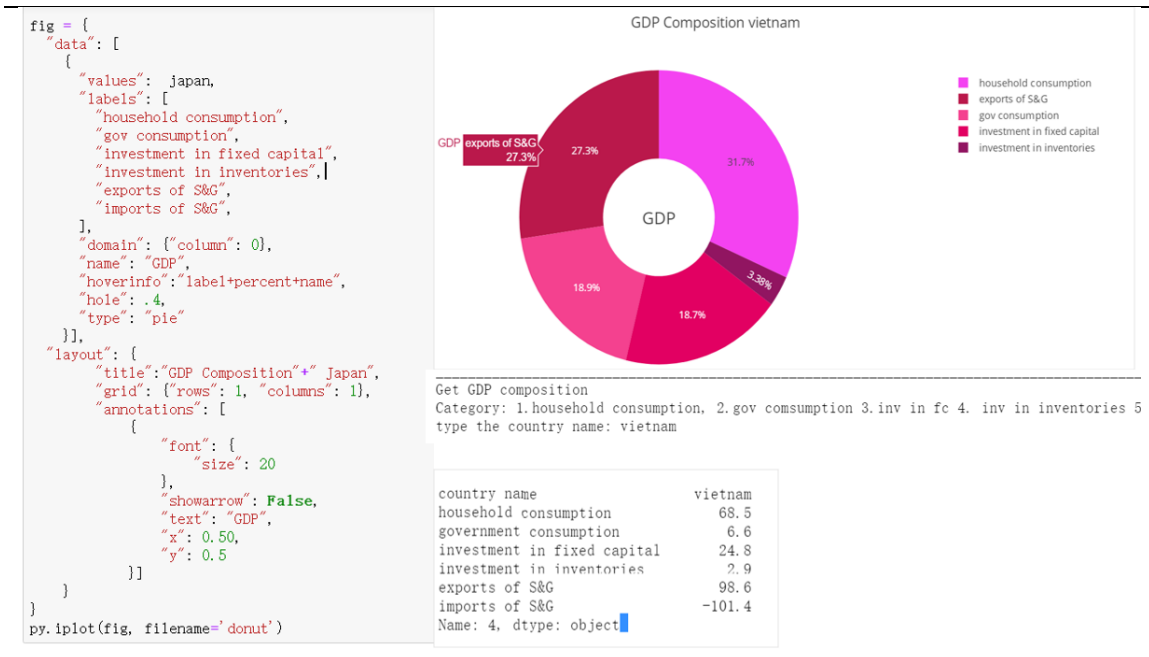 fig = {
"data": [
{
"values":  japan,
"labels": [
"household consumption",
"gov consumption",
"investment in fixed capital",
"investment in inventories",
"exports of S&G",
"imports of S&G",
],
"domain": {"column": 0},
"name": "GDP",
"hoverinfo":"label+percent+name",
"hole": .4,
"type": "pie"
}],
"layout": {
"title":"GDP Composition"+" Japan",
"grid": {"rows": 1, "columns": 1},
"annotations": [
{
"font": {
"size": 20
},
"showarrow": False,
"text": "GDP",
"x": 0.50,
"y": 0.5
}]
}
}
py.iplot(fig, filename='donut')
GDP Composition vietnam
household consumption
exports of S&G
gov consumption
investment in fixed capital
investment in inventories
GDP
exports of S&G
27.3%
27.3%
31.7%
GDP
3.38%
18.9%
18.7%
Get GDP composition
Category: 1.household consumption, 2.gov comsumption 3.inv in fc 4. inv in inventories 5
type the country name: vietnam
country name vietnam
household consumption 68.5
government consumption 6.6
investment in fixed capital 24.8
investment in inventories 2.9
exports of S&G 98.6
imports of S&G -101.4
Name: 4, dtype: object